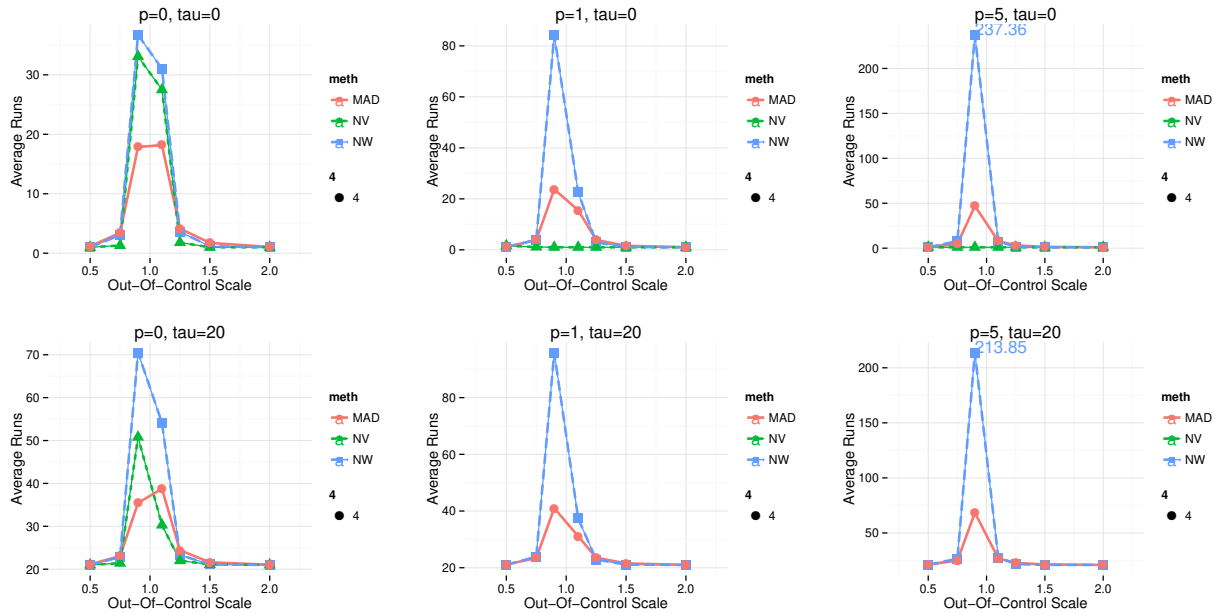 p=0, tau=0
Average Runs
30
20
10
0
0.5 1.0 1.5 2.0
Out−Of−Control Scale
meth
a MAD
a NV
a NW
4
4
p=1, tau=0
Average Runs
80
60
40
20
0
0.5 1.0 1.5 2.0
Out−Of−Control Scale
meth
a MAD
a NV
a NW
4
4
p=5, tau=0
237.36
Average Runs
200
150
100
50
0
0.5 1.0 1.5 2.0
Out−Of−Control Scale
meth
a MAD
a NV
a NW
4
4
p=0, tau=20
Average Runs
70
60
50
40
30
20
0.5 1.0 1.5 2.0
Out−Of−Control Scale
meth
a MAD
a NV
a NW
4
4
p=1, tau=20
Average Runs
80
60
40
20
0.5 1.0 1.5 2.0
Out−Of−Control Scale
meth
a MAD
a NV
a NW
4
4
p=5, tau=20
213.85
Average Runs
200
150
100
50
0.5 1.0 1.5 2.0
Out−Of−Control Scale
meth
a MAD
a NV
a NW
4
4